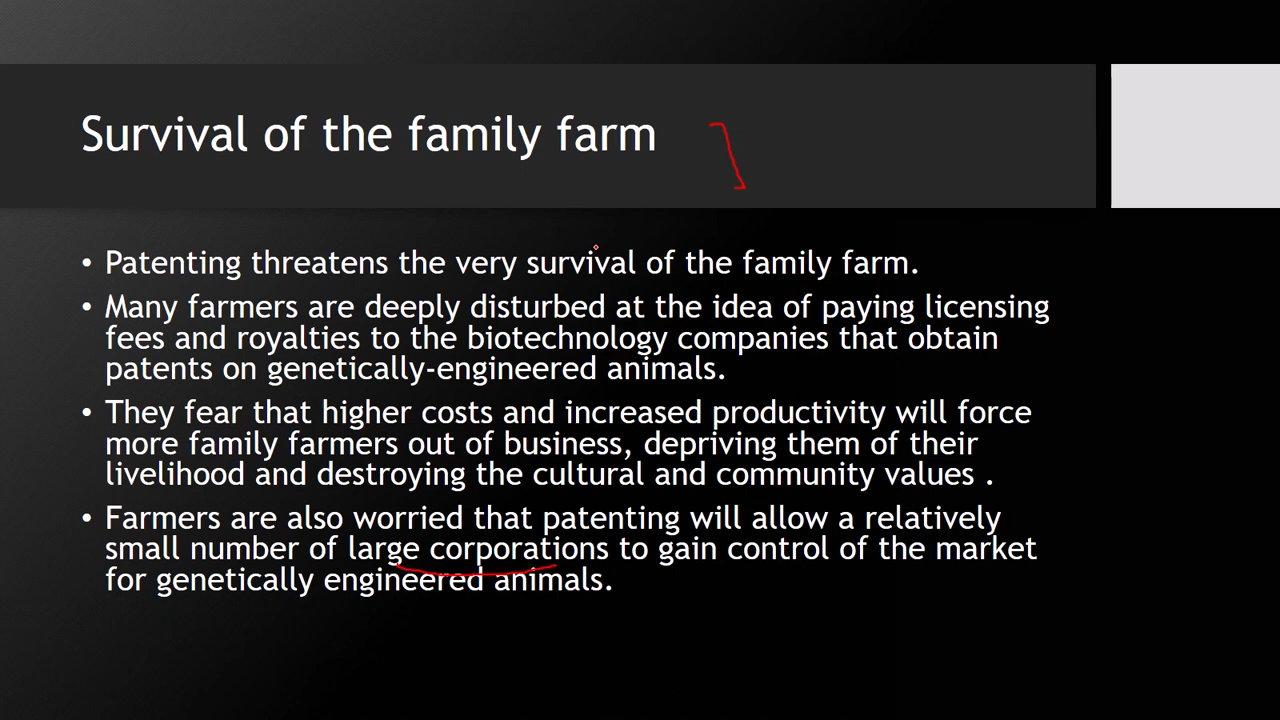 Survival of the family farm
• Patenting threatens the very survival of the family farm.
• Many farmers are deeply disturbed at the idea of paying licensing
fees and royalties to the biotechnology companies that obtain
patents on genetically-engineered animals.
• They fear that higher costs and increased productivity will force
more family farmers out of business, depriving them of their
livelihood and destroying the cultural and community values .
• Farmers are also worried that patenting will allow a relatively
small number of large corporations to gain control of the market
for genetically engineered animals.